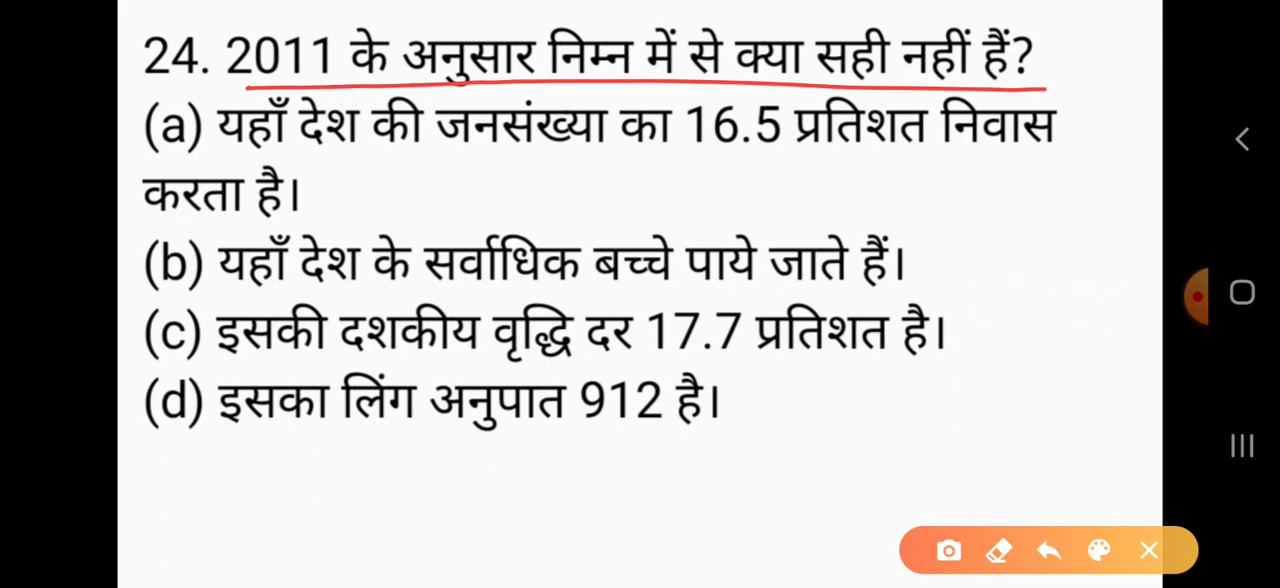 24. 2011 के अनुसार निम्न में से क्या सही नहीं हैं?
(a) यहाँ देश की जनसंख्या का 16.5 प्रतिशत निवास
करता है।
(b) यहाँ देश के सर्वाधिक बच्चे पाये जाते हैं।
(c) इसकी दशकीय वृद्धि दर 17.7 प्रतिशत है।
(d) इसका लिंग अनुपात 912 है।